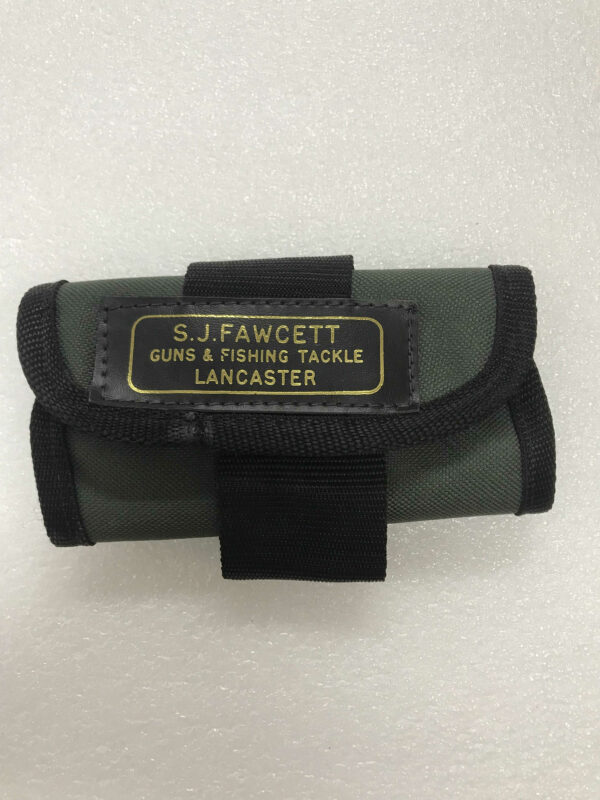 S.J.FAWCETT
GUNS & FISHING TACKLE
LANCASTER